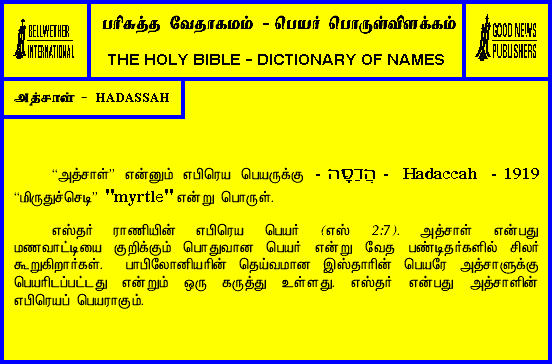 BELLWETHER
INTERNATIONAL
பரிசுத்த வேதாகமம் - பெயர் பொருள்விளக்கம்
THE HOLY BIBLE - DICTIONARY OF NAMES
GOOD NEWS
PUBLISHERS
அத்சாள் - HADASSAH
“அத்சாள்” என்னும் எபிரெய பெயருக்கு - הֲדַסָּה - Hadaccah - 1919
“மிருதுச்செடி” "myrtle" என்று பொருள்.
எஸ்தர் ராணியின் எபிரெய பெயர் (எஸ் 2:7). அத்சாள் என்பது
மணவாட்டியை குறிக்கும் பொதுவான பெயர் என்று வேத பண்டிதர்களில் சிலர்
கூறுகிறார்கள். பாபிலோனியரின் தெய்வமான இஸ்தாரின் பெயரே அத்சாளுக்கு
பெயரிடப்பட்டது என்றும் ஒரு கருத்து உள்ளது. எஸ்தர் என்பது அத்சாளின்
எபிரெயப் பெயராகும்.